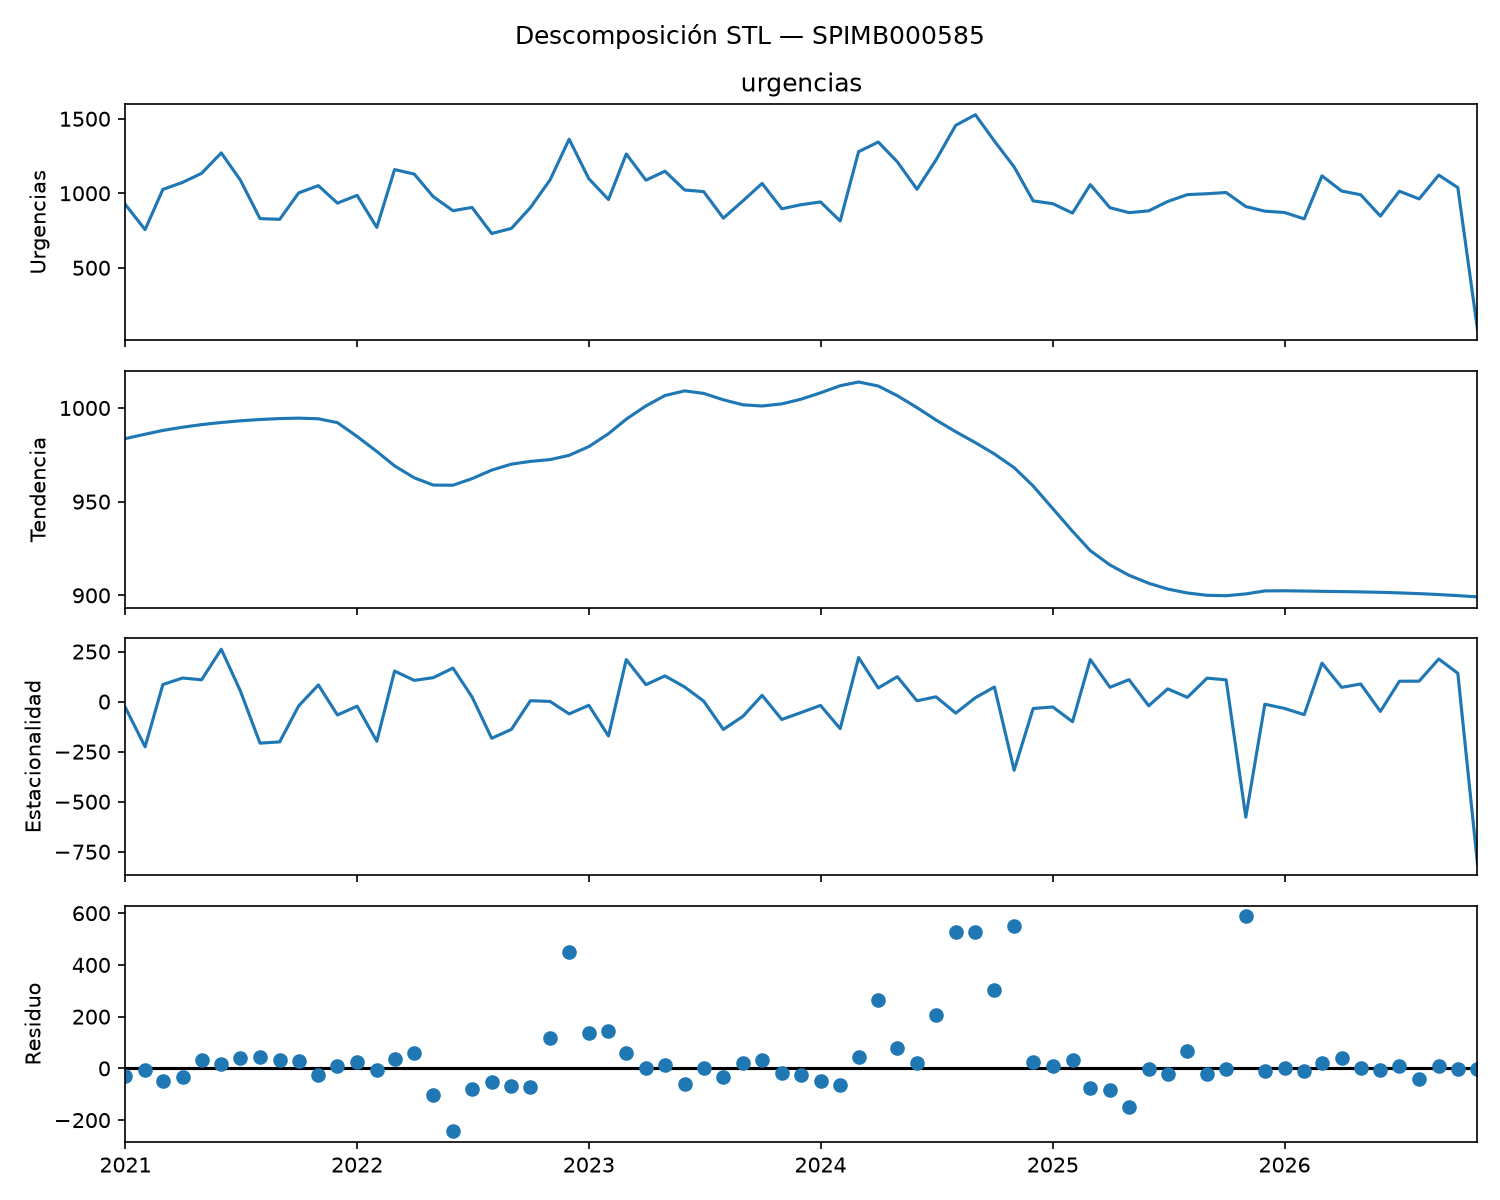 Descomposición STL — SPIMB000585
urgencias
1500
1000
500
Urgencias
1000
950
900
Tendencia
250
0
−250
−500
−750
Estacionalidad
600
400
200
0
−200
Residuo
2021 2022 2023 2024 2025 2026